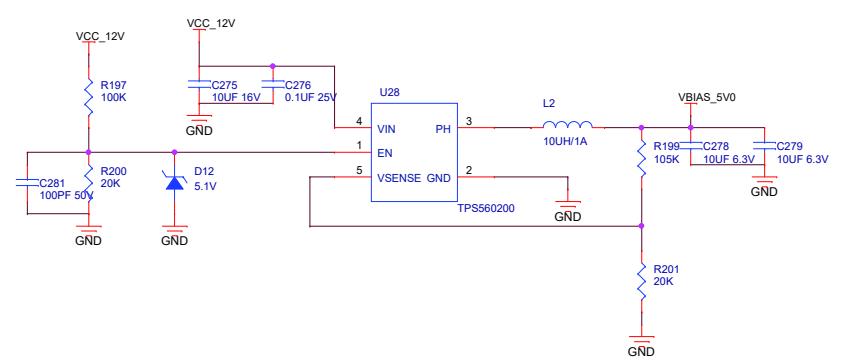 VCC_12V
VCC_12V
R197
100K
C275
10UF 16V
C276
0.1UF 25V
GND
U28
4
VIN
PH
3
1
EN
5
VSENSE
GND
2
TPS560200
L2
10UH/1A
VBIAS_5V0
R199
105K
C278
10UF 6.3V
C279
10UF 6.3V
GND
GND
C281
100PF 50V
R200
20K
D12
5.1V
GND
GND
R201
20K
GND